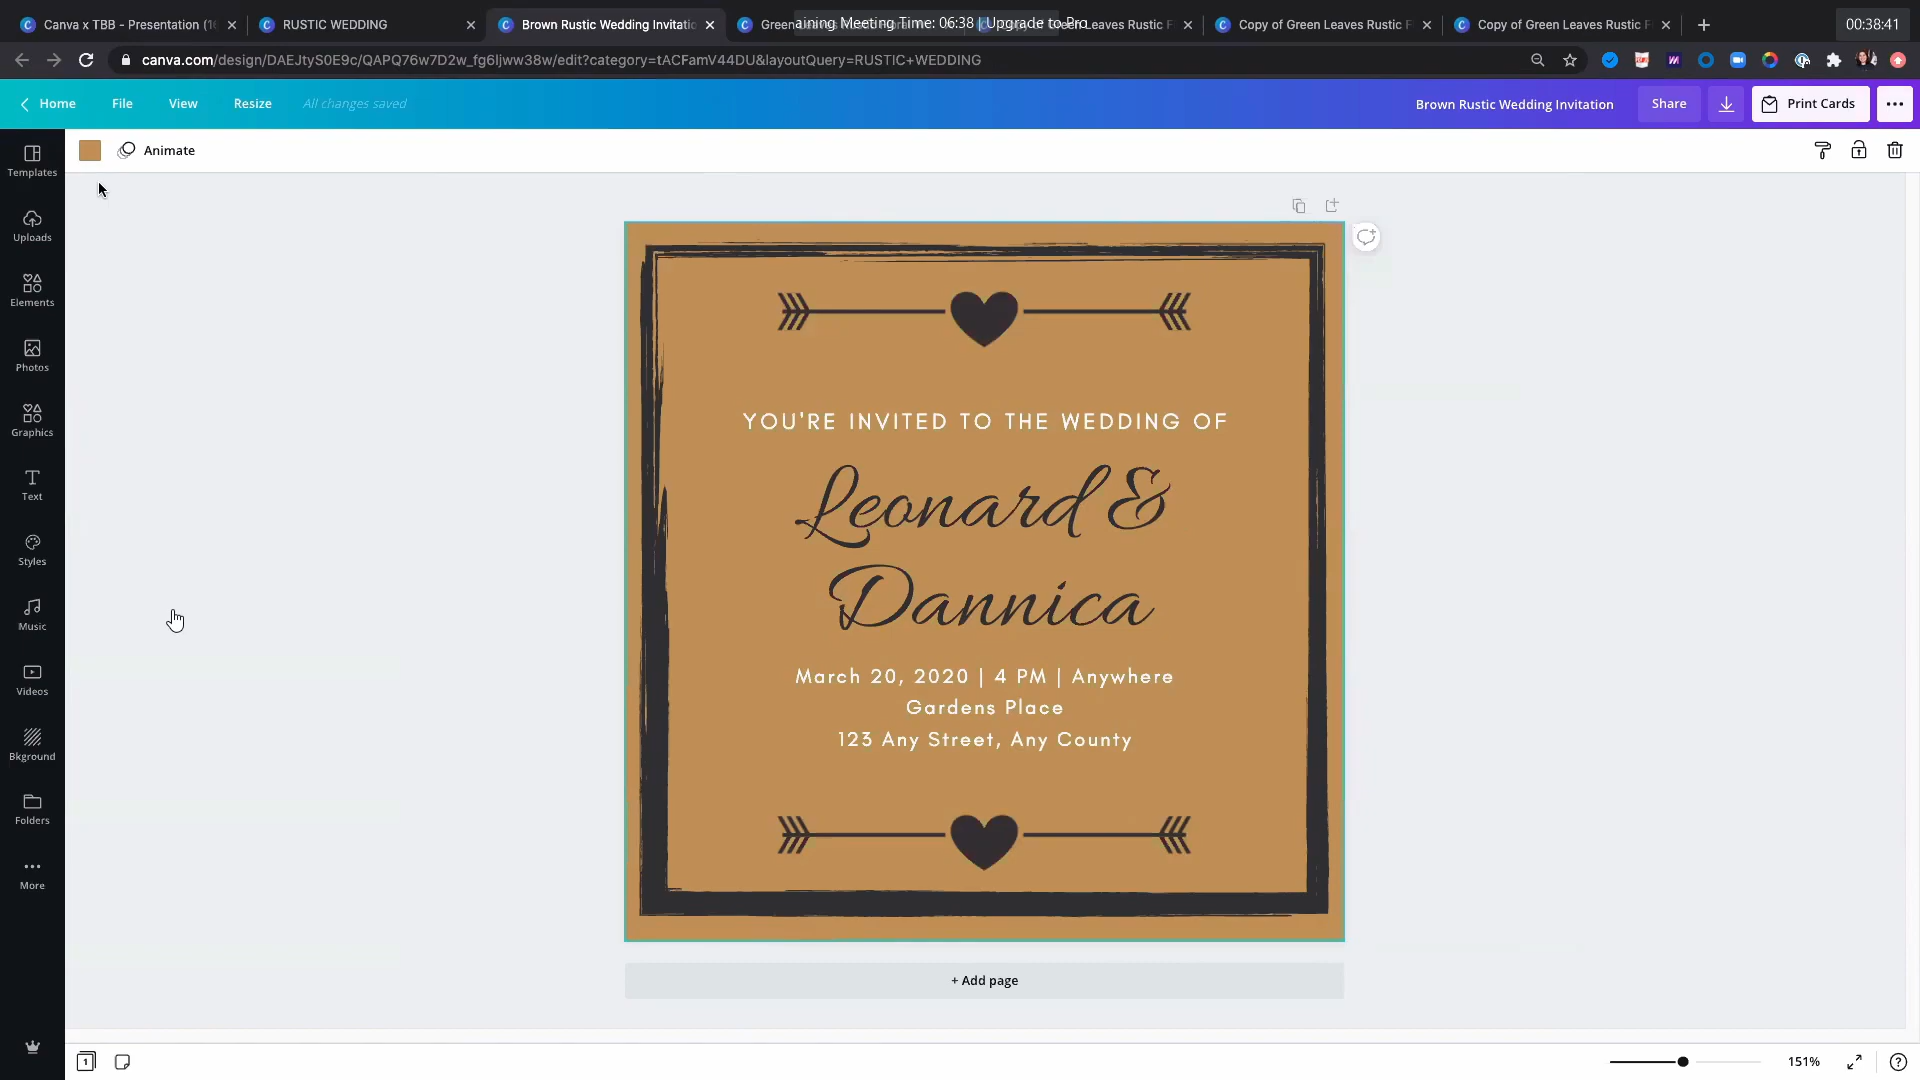 Canva x TBB - Presentation (1
RUSTIC WEDDING
Brown Rustic Wedding Invitatio
aining Meeting Time: 06:38 | Upgrade to Pro
Leaves Rustic F
Copy of Green Leaves Rustic F
Copy of Green Leaves Rustic F
00:38:41
canva.com/design/DAEJtyS0E9c/QAPQ76w7D2w_fg6Ijww38w/edit?category=tACFamV44DU&layoutQuery=RUSTIC+WEDDING
Home
File
View
Resize
All changes saved
Brown Rustic Wedding Invitation
Share
Print Cards
Animate
Templates
Uploads
Elements
Photos
Graphics
Text
Styles
Music
Videos
Bkground
Folders
More
YOU'RE INVITED TO THE WEDDING OF
Leonard &
Dannica
March 20, 2020 | 4 PM | Anywhere
Gardens Place
123 Any Street, Any County
+ Add page
1
151%